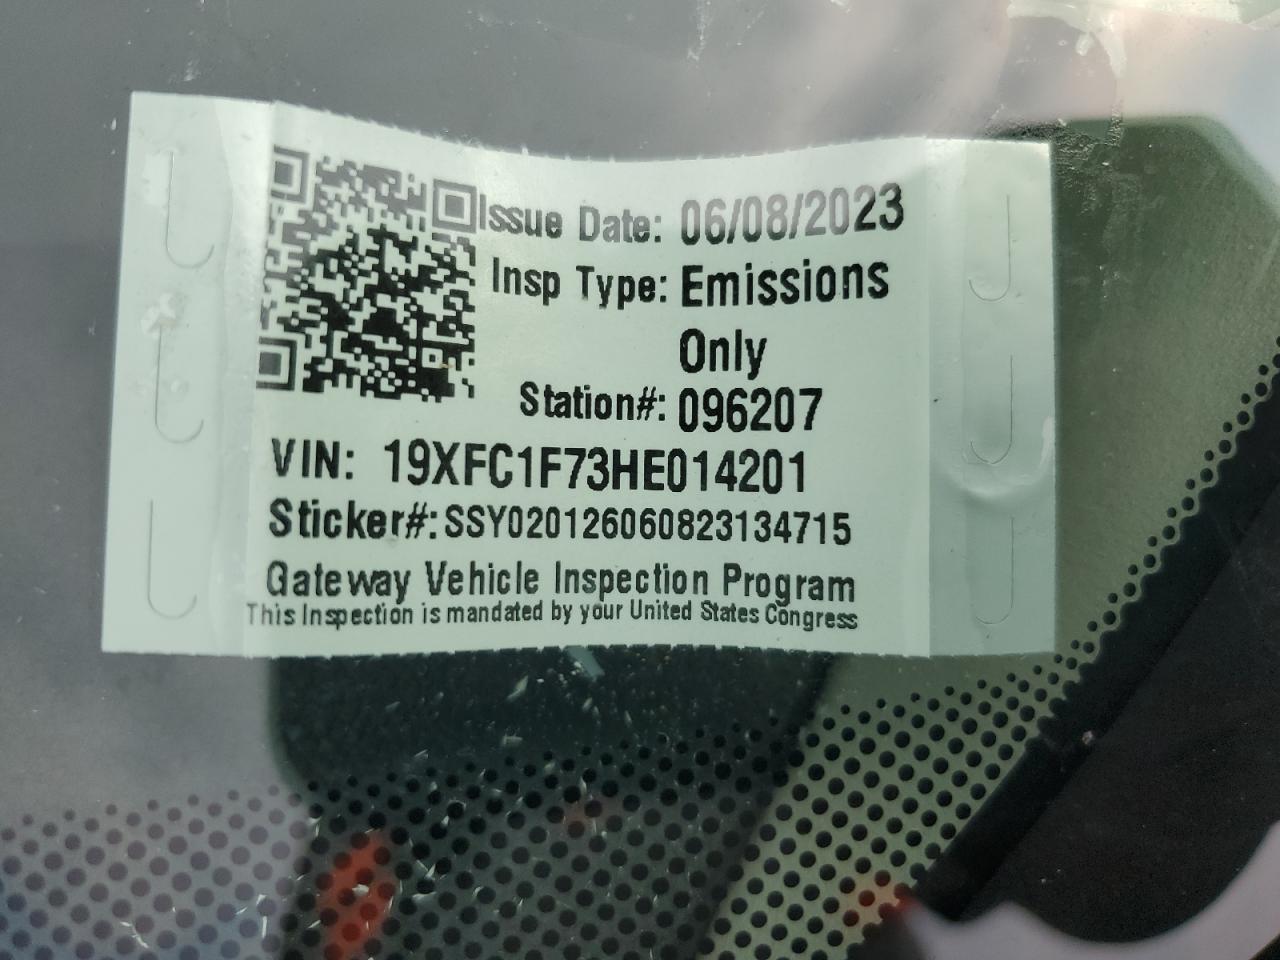 Issue Date: 06/08/2023
Insp Type: Emissions
Only
Station#: 096207
VIN: 19XFC1F73HE014201
Sticker#: SSY020126060823134715
Gateway Vehicle Inspection Program
This Inspection is mandated by your United States Congress